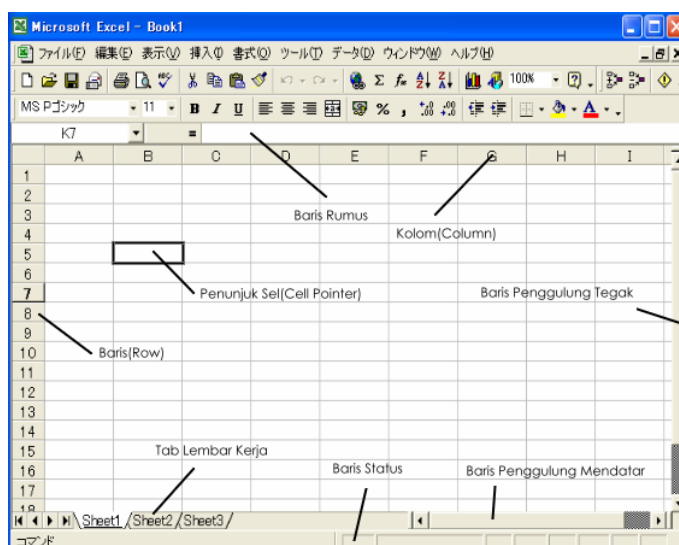 Microsoft Excel - Book1
ファイル(F) 編集(E) 表示(V) 挿入(I) 書式(O) ツール(T) データ(D) ウィンドウ(W) ヘルプ(H)
100%
MS Pゴシック 11 B I U
K7 =
A B C D E F G H I
1
2
3 Baris Rumus
4 Kolom(Column)
5
6
7 Penunjuk Sel(Cell Pointer) Baris Penggulung Tegak
8
9
10 Baris(Row)
11
12
13
14
15 Tab Lembar Kerja
16 Baris Status Baris Penggulung Mendatar
17
18
Sheet1 Sheet2 Sheet3
コマンド